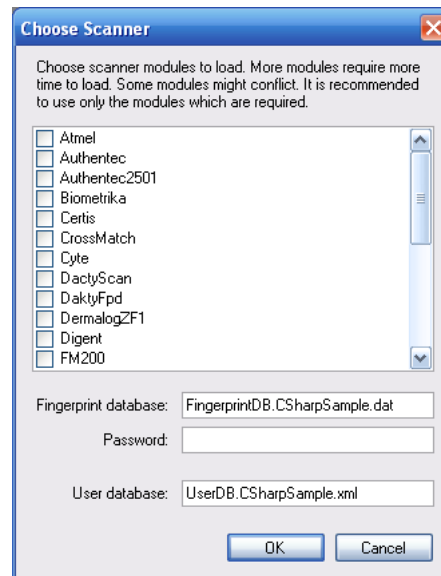 Choose Scanner
Choose scanner modules to load. More modules require more
time to load. Some modules might conflict. It is recommended
to use only the modules which are required.
Atmel
Authentec
Authentec2501
Biometrika
Certis
CrossMatch
Cyte
DactyScan
DaktyFpd
DermalogZF1
Digent
FM200
Fingerprint database: FingerprintDB.CSharpSample.dat
Password:
User database: UserDB.CSharpSample.xml
OK Cancel